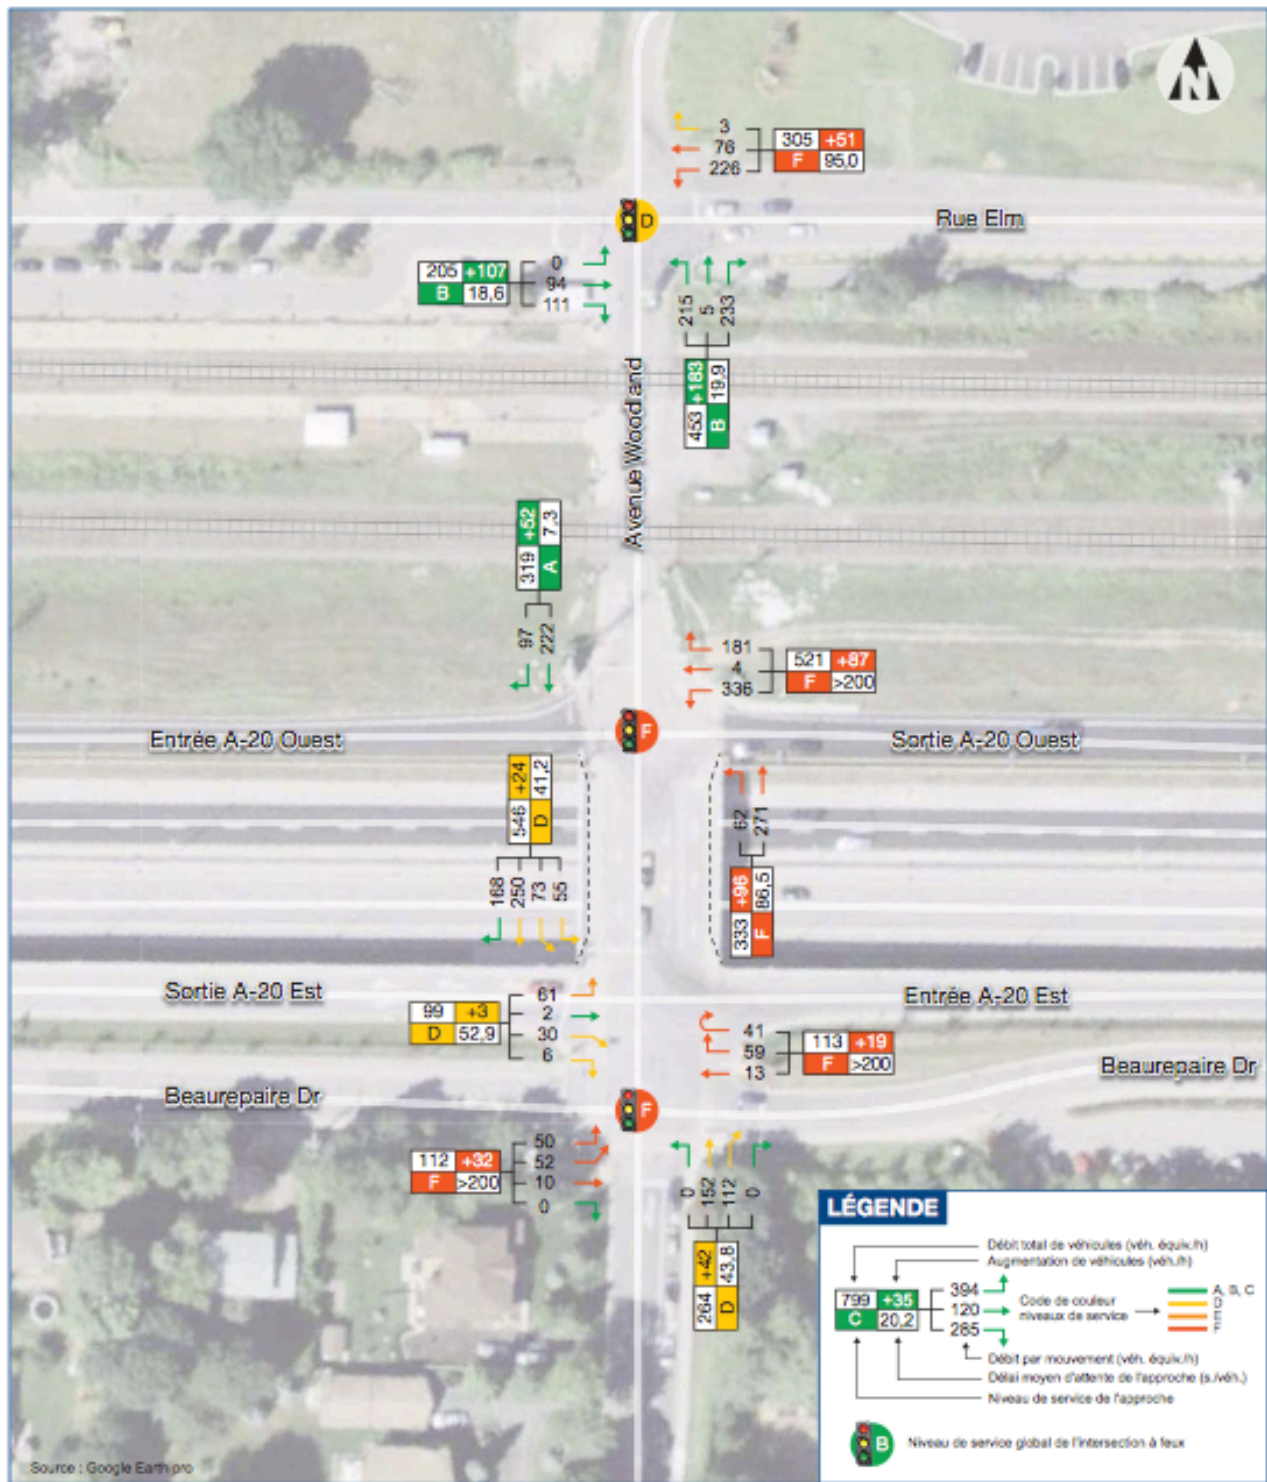 N
3
76
226
305 +51
F 95,0
D
Rue Elm
205 +107
B 18,6
0
94
111
215
5
233
453 +183
B 19,9
Avenue Woodland
319 +52
A 7,3
97
222
181
4
336
521 +87
F >200
F
Entrée A-20 Ouest
Sortie A-20 Ouest
546 +24
D 41,2
168
250
73
55
62
271
333 +96
F 86,5
Sortie A-20 Est
Entrée A-20 Est
99 +3
D 52,9
61
2
30
6
41
59
13
113 +19
F >200
Beaurepaire Dr
Beaurepaire Dr
F
112 +32
F >200
50
52
10
0
0
152
112
0
264 +42
D 43,8
LÉGENDE
Débit total de véhicules (véh. équiv./h)
Augmentation de véhicules (véh./h)
799 +35
C 20,2
394
120
285
Code de couleur
niveaux de service
A, B, C
D
E
F
Débit par mouvement (véh. équiv./h)
Délai moyen d'attente de l'approche (s./véh.)
Niveau de service de l'approche
B
Niveau de service global de l'intersection à feux
Source : Google Earth pro